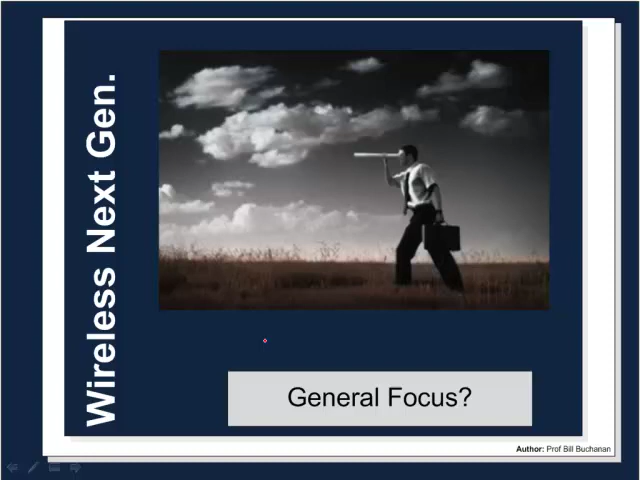 Wireless Next Gen.
General Focus?
Author: Prof Bill Buchanan